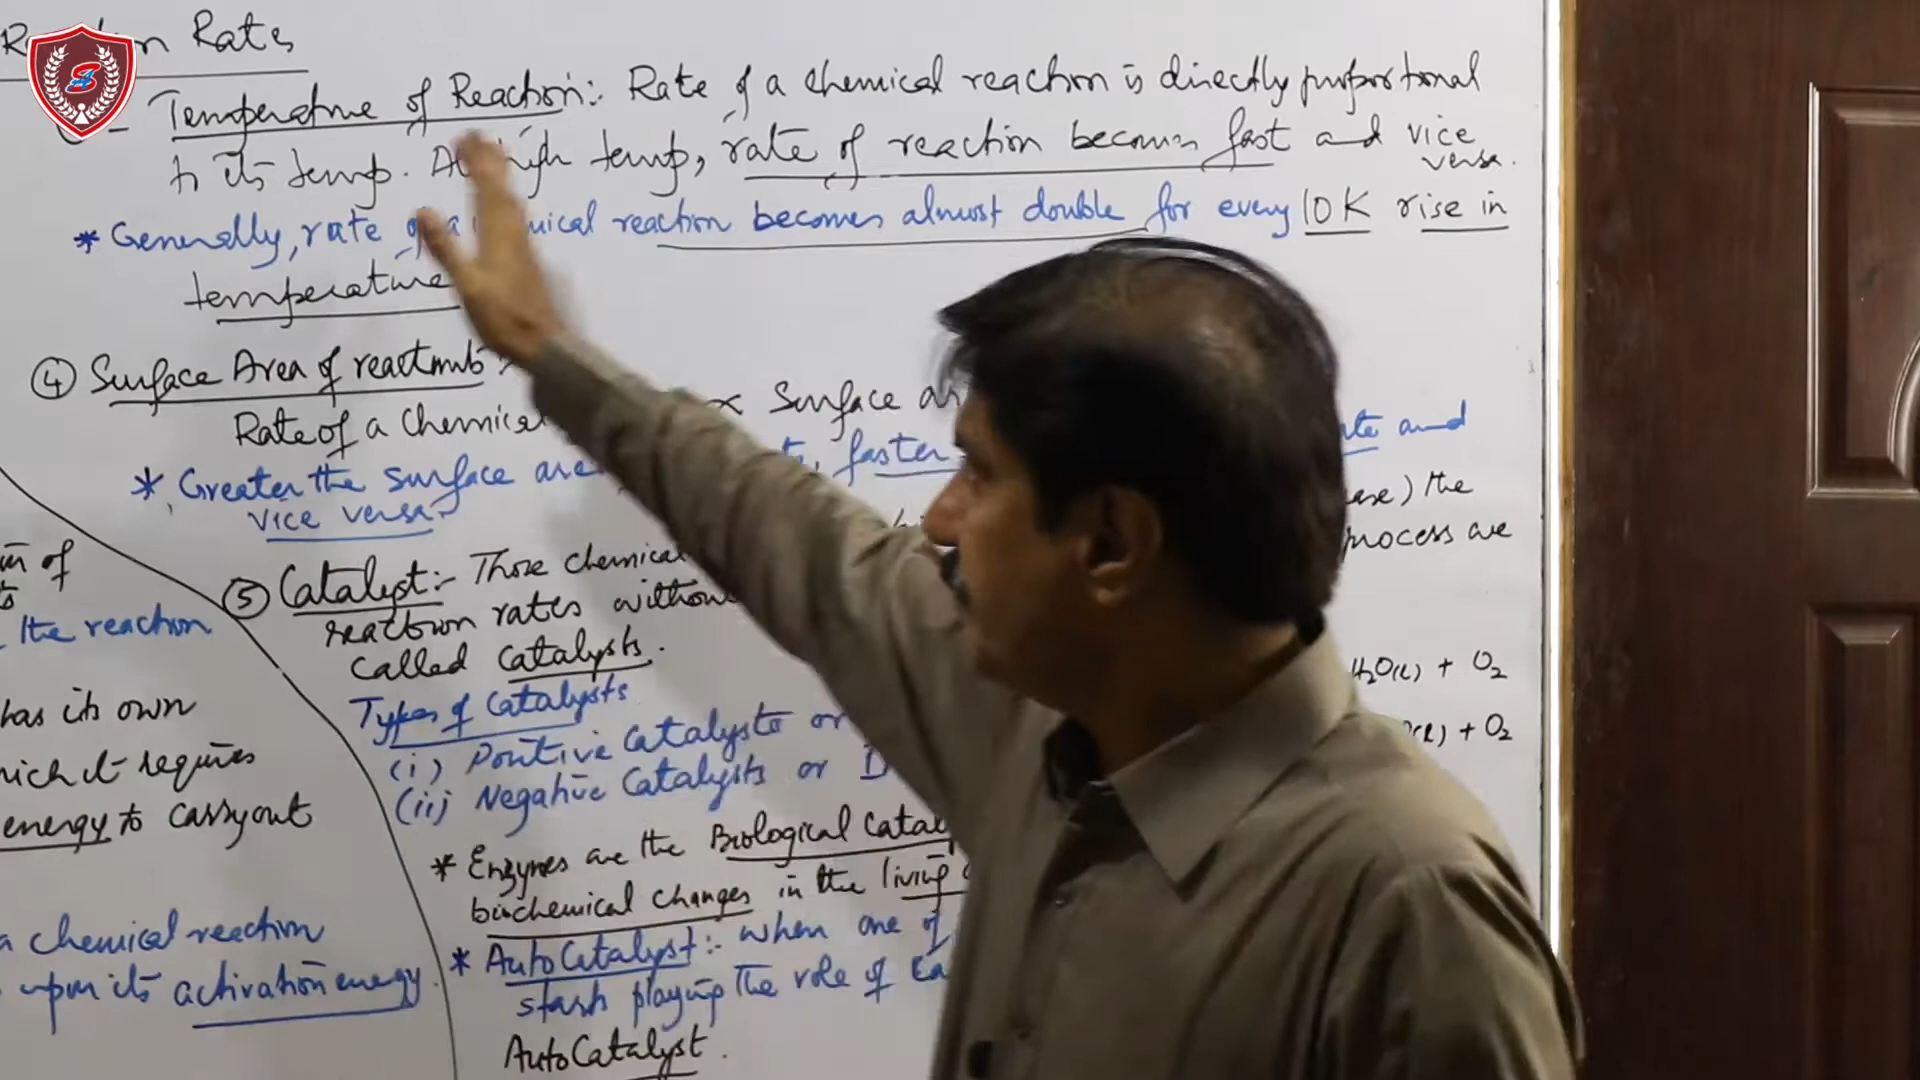 Rates
Temperature of Reaction:- Rate of a chemical reaction is directly proportional
to its temp. At high temp, rate of reaction becomes fast and vice
versa.
* Generally, rate of a chemical reaction becomes almost double for every 10 K rise in
temperature
④ Surface Area of reactants
Rate of a Chemical ∝ Surface
* Greater the surface area faster and
vice versa.
the
⑤ Catalyst:- Those chemical process are
reaction rates without
called Catalysts.
Types of Catalysts
(i) Positive Catalysts or
(ii) Negative Catalysts or
H2O(l) + O2
+ O2
* Enzymes are the Biological
biochemical changes in the living
* AutoCatalyst:- when one of
starts playing the role of
AutoCatalyst.
of
the reaction
has its own
which it requires
energy to carryout
a chemical reaction
upon its activation energy.